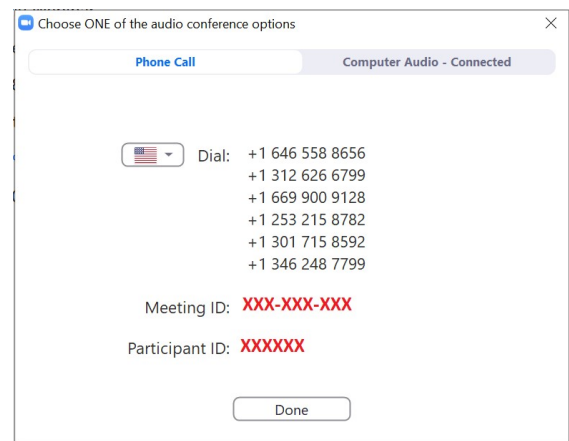 Choose ONE of the audio conference options
Phone Call
Computer Audio - Connected
Dial: +1 646 558 8656
+1 312 626 6799
+1 669 900 9128
+1 253 215 8782
+1 301 715 8592
+1 346 248 7799
Meeting ID: XXX-XXX-XXX
Participant ID: XXXXXX
Done